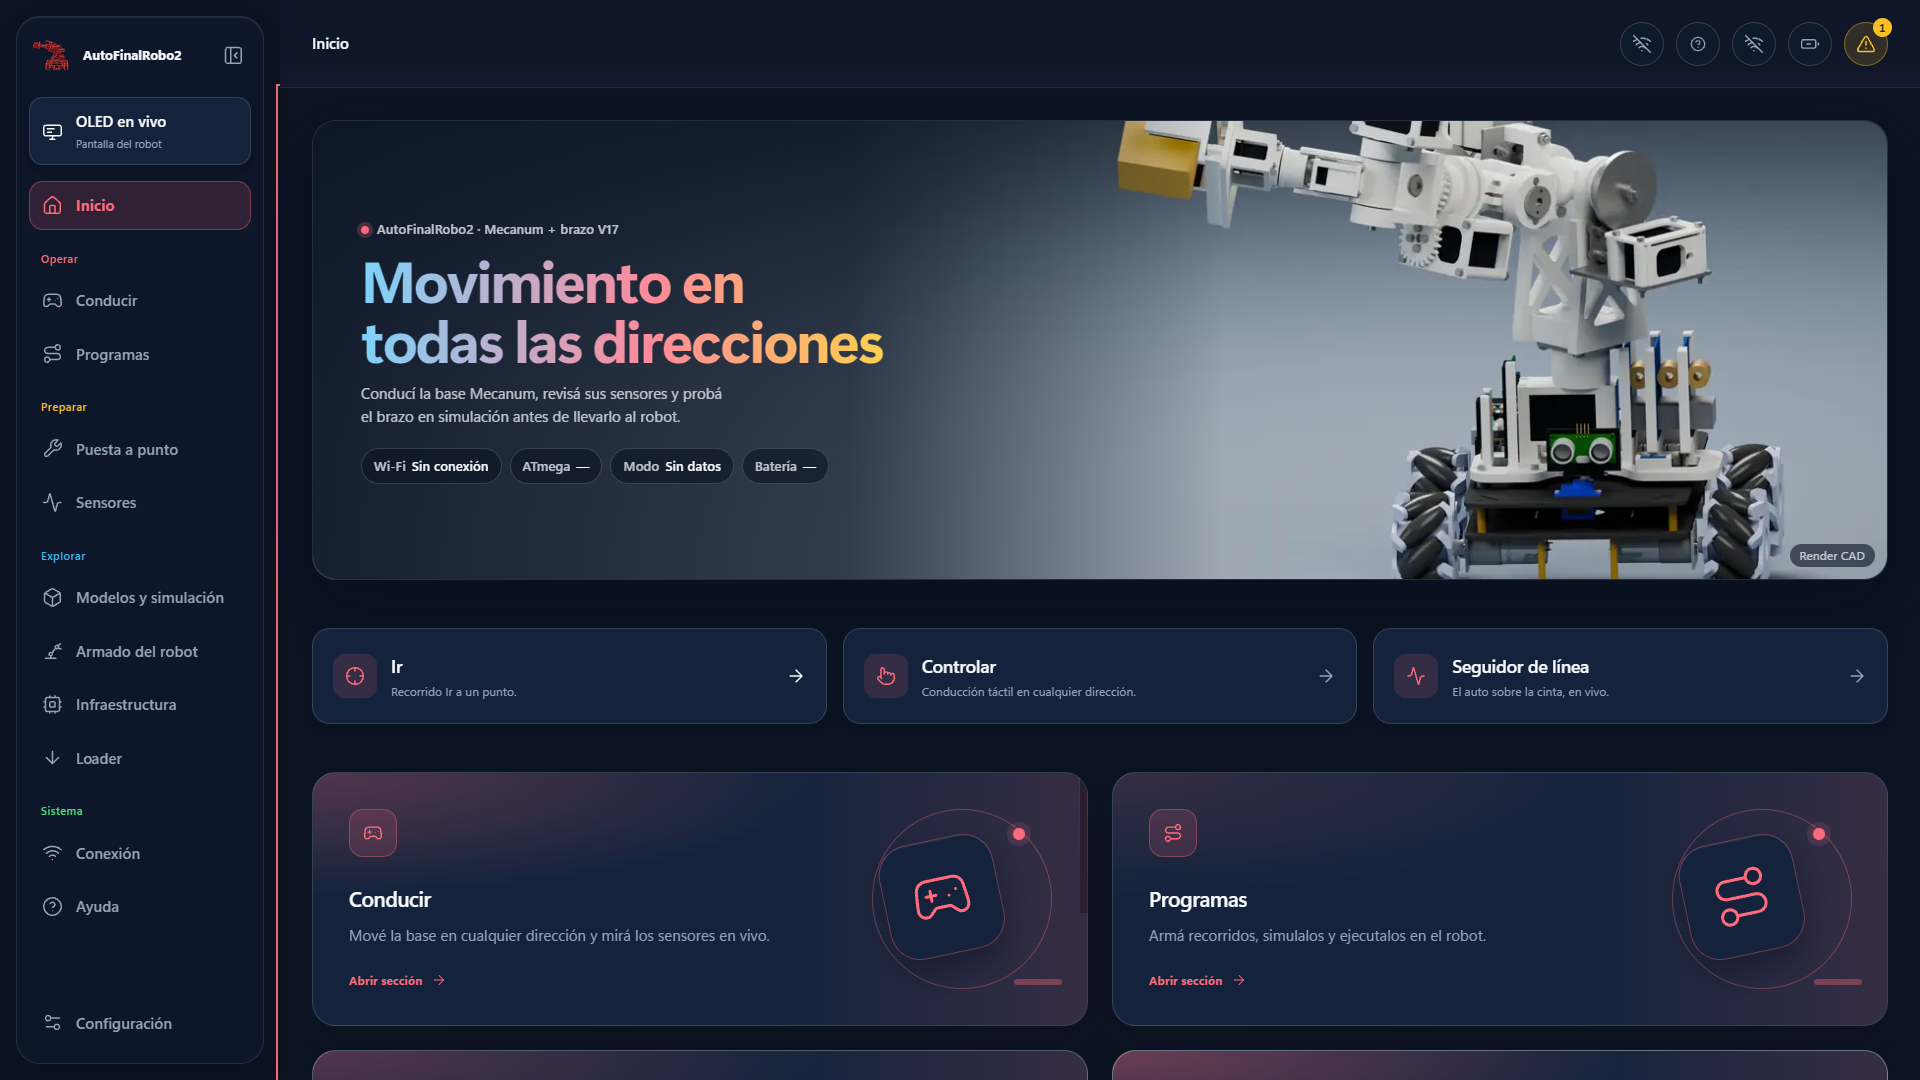 AutoFinalRobo2
OLED en vivo
Pantalla del robot
Inicio
Operar
Conducir
Programas
Preparar
Puesta a punto
Sensores
Explorar
Modelos y simulación
Armado del robot
Infraestructura
Loader
Sistema
Conexión
Ayuda
Configuración
Inicio
1
AutoFinalRobo2 · Mecanum + brazo V17
Movimiento en
todas las direcciones
Conducí la base Mecanum, revisá sus sensores y probá
el brazo en simulación antes de llevarlo al robot.
Wi-Fi Sin conexión
ATmega —
Modo Sin datos
Batería —
Render CAD
Ir
Recorrido Ir a un punto.
Controlar
Conducción táctil en cualquier dirección.
Seguidor de línea
El auto sobre la cinta, en vivo.
Conducir
Mové la base en cualquier dirección y mirá los sensores en vivo.
Abrir sección
Programas
Armá recorridos, simulalos y ejecutalos en el robot.
Abrir sección